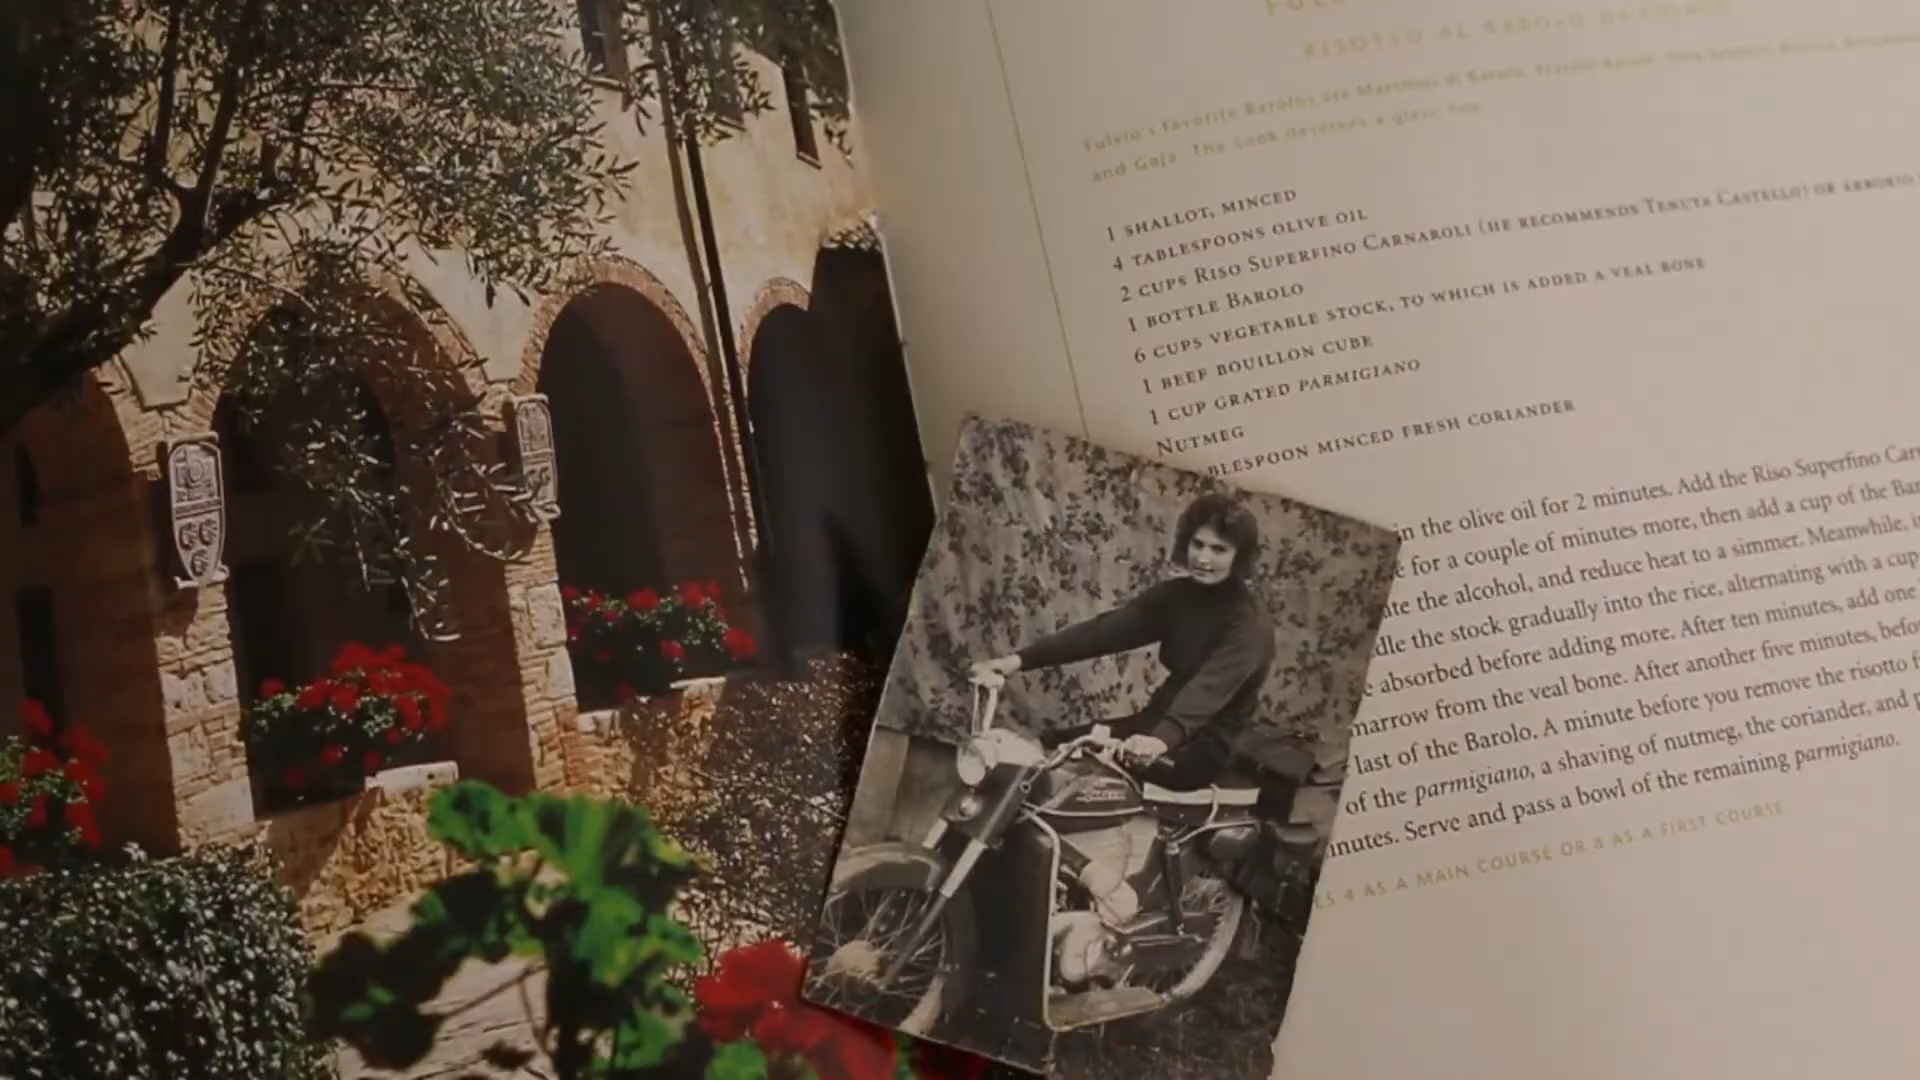 RISOTTO AL BAROLO DI FULVIO
Fulvio's favorite Barolos are Marchesi di Barolo, Fratelli
and Gaja. The cook deserves a glass, too.
1 SHALLOT, MINCED
4 TABLESPOONS OLIVE OIL
2 CUPS RISO SUPERFINO CARNAROLI (HE RECOMMENDS TENUTA CASTELLO) OR ARBORIO
1 BOTTLE BAROLO
6 CUPS VEGETABLE STOCK, TO WHICH IS ADDED A VEAL BONE
1 BEEF BOUILLON CUBE
1 CUP GRATED PARMIGIANO
NUTMEG
BLESPOON MINCED FRESH CORIANDER
in the olive oil for 2 minutes. Add the Riso Superfino Car
for a couple of minutes more, then add a cup of the Bar
ate the alcohol, and reduce heat to a simmer. Meanwhile, i
dle the stock gradually into the rice, alternating with a cup
absorbed before adding more. After ten minutes, add one
marrow from the veal bone. After another five minutes, befo
last of the Barolo. A minute before you remove the risotto f
of the parmigiano, a shaving of nutmeg, the coriander, and p
inutes. Serve and pass a bowl of the remaining parmigiano.
ES 4 AS A MAIN COURSE OR 8 AS A FIRST COURSE